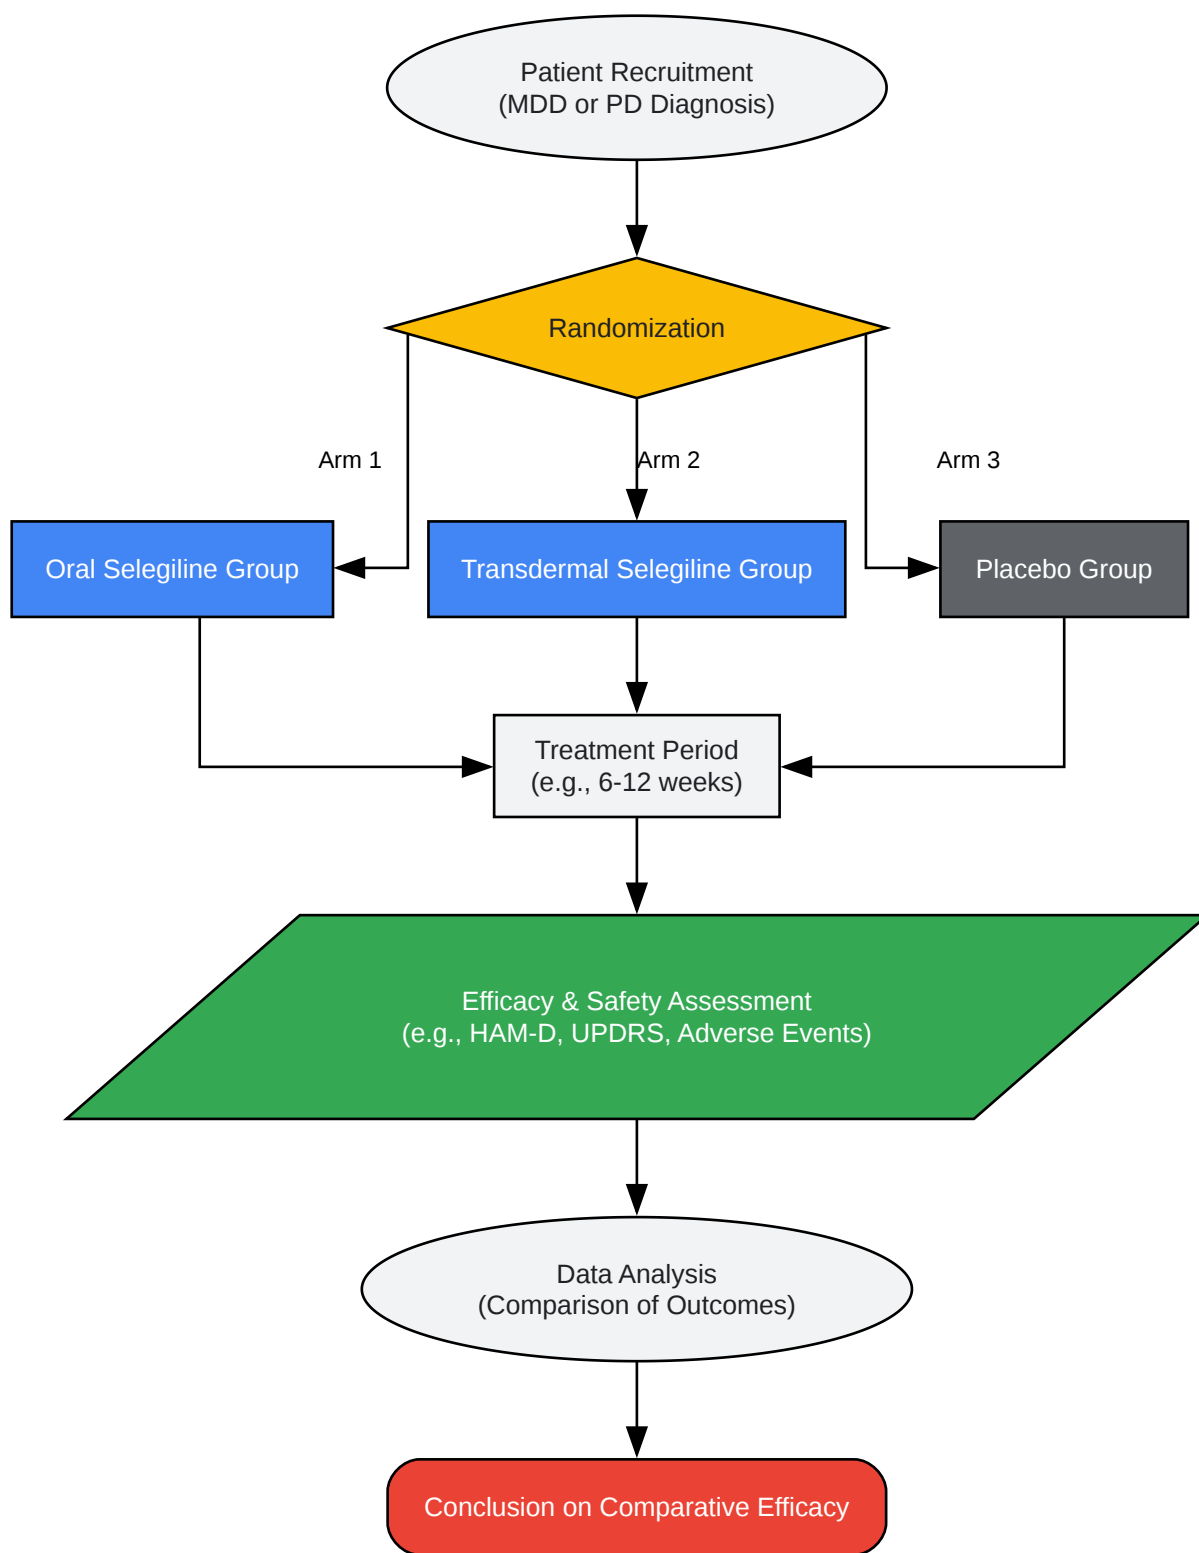 Patient Recruitment
(MDD or PD Diagnosis)
Randomization
Arm 1
Arm 2
Arm 3
Oral Selegiline Group
Transdermal Selegiline Group
Placebo Group
Treatment Period
(e.g., 6-12 weeks)
Efficacy & Safety Assessment
(e.g., HAM-D, UPDRS, Adverse Events)
Data Analysis
(Comparison of Outcomes)
Conclusion on Comparative Efficacy